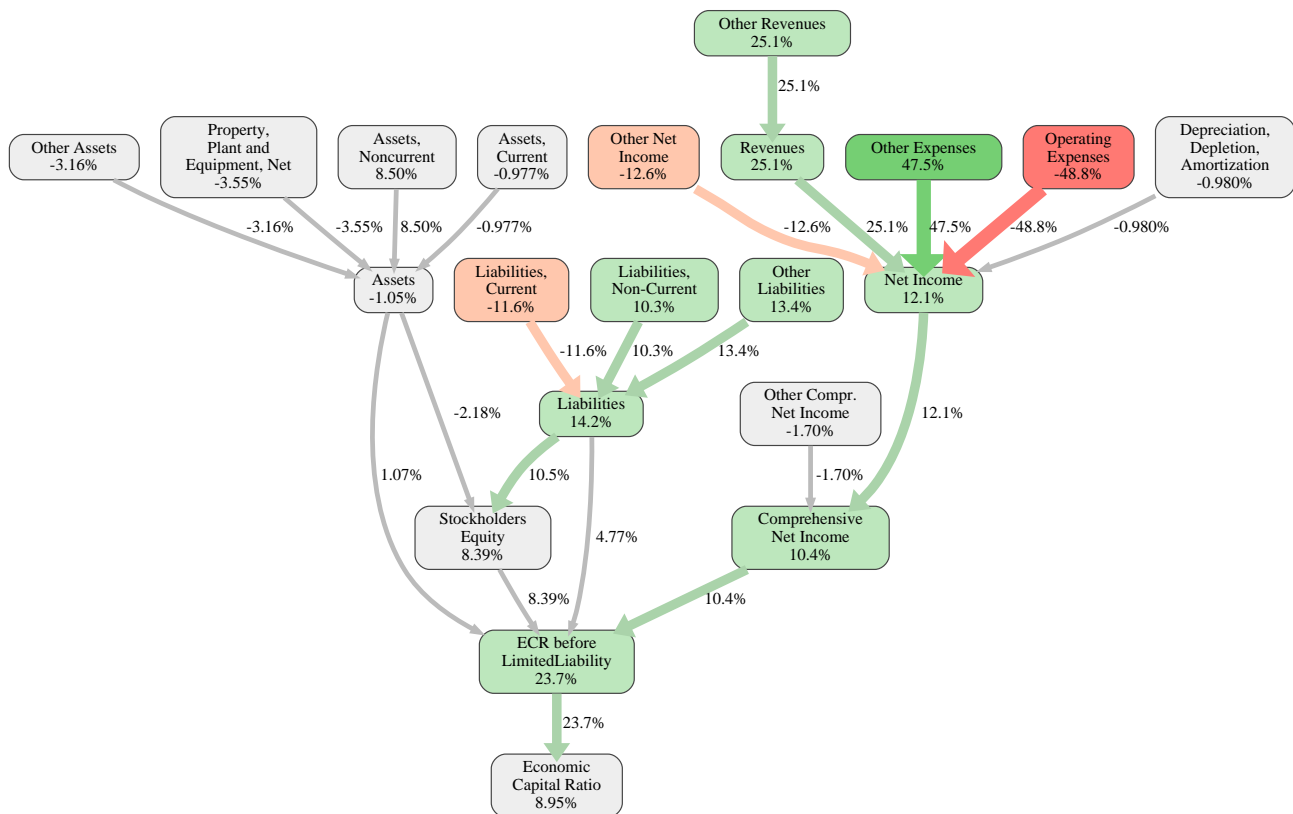 Other Revenues
25.1%
25.1%
Other Assets
-3.16%
Property,
Plant and
Equipment, Net
-3.55%
Assets,
Noncurrent
8.50%
Assets,
Current
-0.977%
Other Net
Income
-12.6%
Revenues
25.1%
Other Expenses
47.5%
Operating
Expenses
-48.8%
Depreciation,
Depletion,
Amortization
-0.980%
-3.16%
-3.55%
8.50%
-0.977%
-12.6%
25.1%
47.5%
-48.8%
-0.980%
Assets
-1.05%
Liabilities,
Current
-11.6%
Liabilities,
Non-Current
10.3%
Other
Liabilities
13.4%
Net Income
12.1%
-11.6%
10.3%
13.4%
-2.18%
Liabilities
14.2%
Other Compr.
Net Income
-1.70%
12.1%
1.07%
10.5%
-1.70%
Stockholders
Equity
8.39%
4.77%
Comprehensive
Net Income
10.4%
8.39%
10.4%
ECR before
LimitedLiability
23.7%
23.7%
Economic
Capital Ratio
8.95%